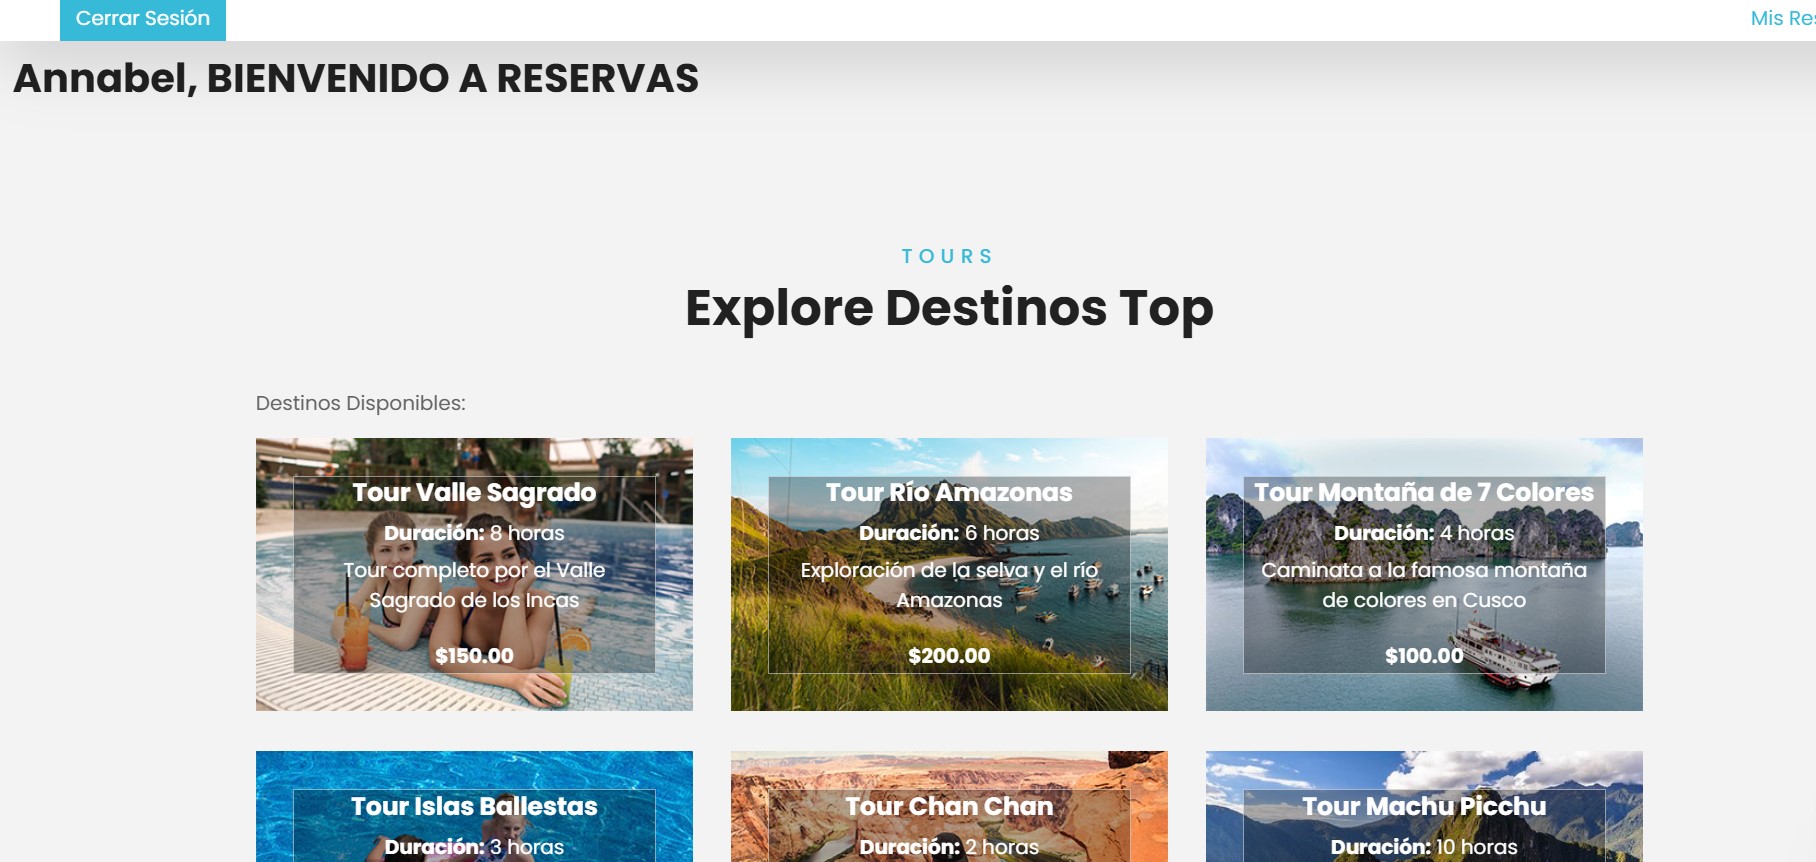 Cerrar Sesión
Mis Res
Annabel, BIENVENIDO A RESERVAS
TOURS
Explore Destinos Top
Destinos Disponibles:
Tour Valle Sagrado
Duración: 8 horas
Tour completo por el Valle
Sagrado de los Incas
$150.00
Tour Río Amazonas
Duración: 6 horas
Exploración de la selva y el río
Amazonas
$200.00
Tour Montaña de 7 Colores
Duración: 4 horas
Caminata a la famosa montaña
de colores en Cusco
$100.00
Tour Islas Ballestas
Duración: 3 horas
Tour Chan Chan
Duración: 2 horas
Tour Machu Picchu
Duración: 10 horas